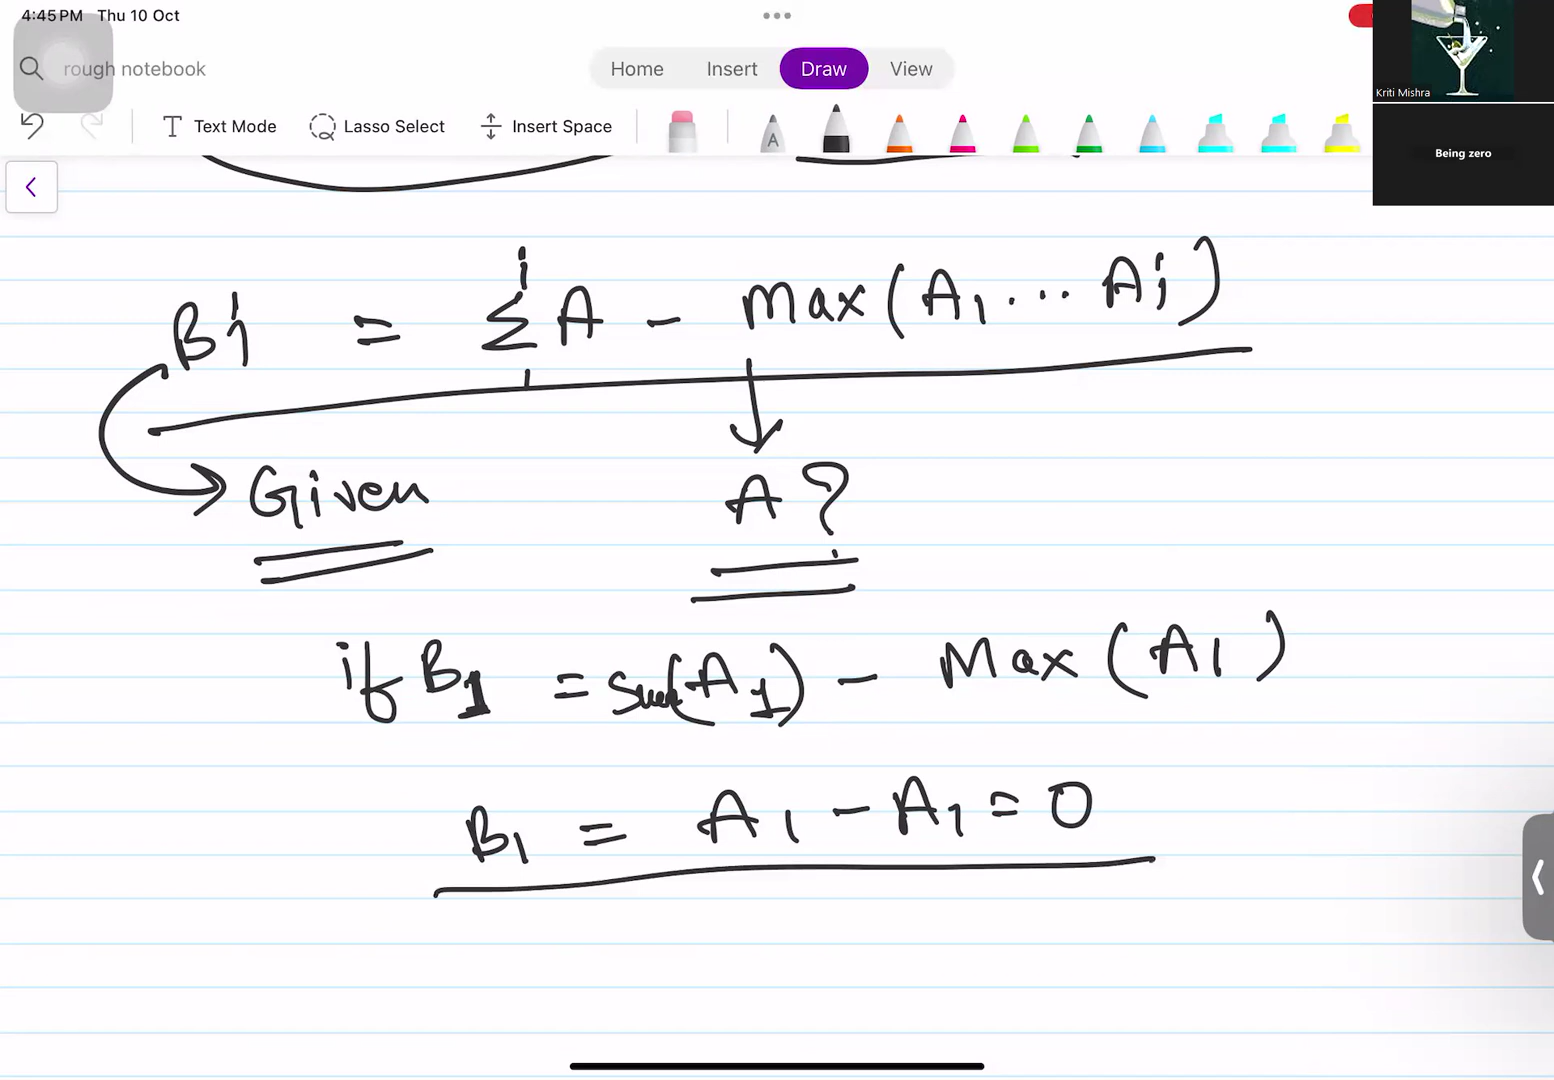 4:45 PM Thu 10 Oct
rough notebook
Home Insert Draw View
T Text Mode Lasso Select Insert Space
A
Kriti Mishra
Being zero
Bi = i Σ 1 A - Max(A1 ... Ai)
Given A?
if B1 = sum(A1) - Max(A1)
B1 = A1 - A1 = 0